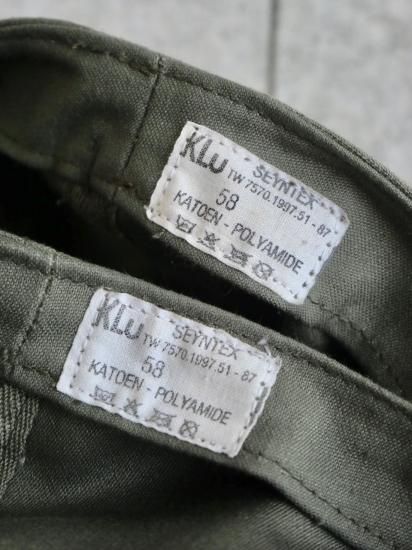 KLu SEYNTEX
TW 7570.1997.51 - 87
58
KATOEN - POLYAMIDE
KLu SEYNTEX
TW 7570.1997.51 - 87
58
KATOEN - POLYAMIDE